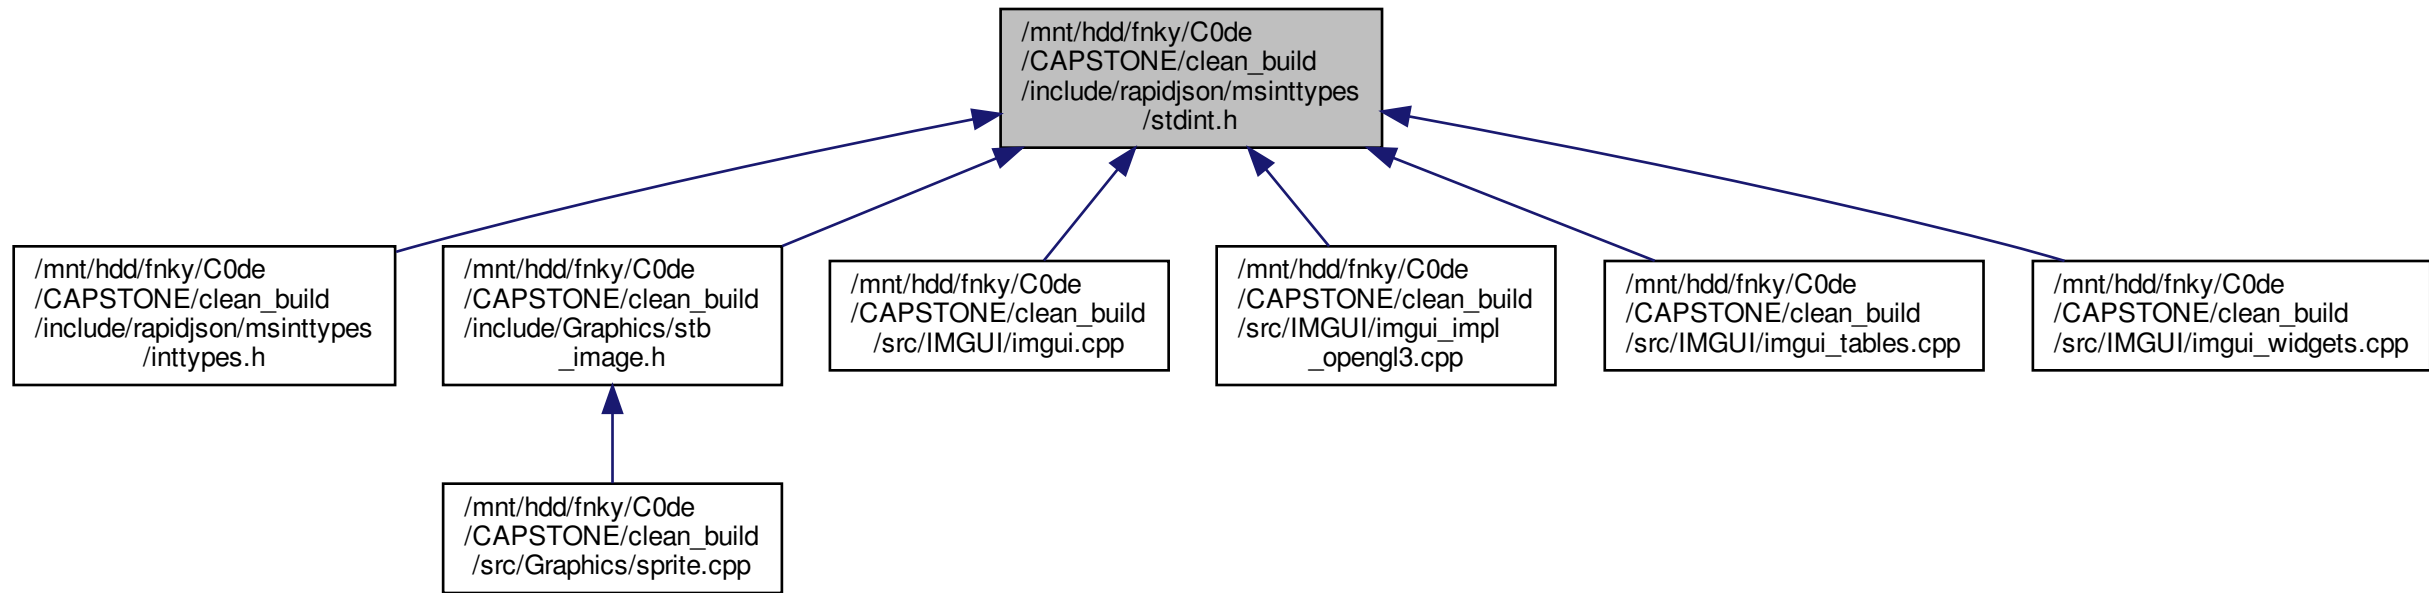 /mnt/hdd/fnky/C0de
/CAPSTONE/clean_build
/include/rapidjson/msinttypes
/stdint.h
/mnt/hdd/fnky/C0de
/CAPSTONE/clean_build
/include/rapidjson/msinttypes
/inttypes.h
/mnt/hdd/fnky/C0de
/CAPSTONE/clean_build
/include/Graphics/stb
_image.h
/mnt/hdd/fnky/C0de
/CAPSTONE/clean_build
/src/IMGUI/imgui.cpp
/mnt/hdd/fnky/C0de
/CAPSTONE/clean_build
/src/IMGUI/imgui_impl
_opengl3.cpp
/mnt/hdd/fnky/C0de
/CAPSTONE/clean_build
/src/IMGUI/imgui_tables.cpp
/mnt/hdd/fnky/C0de
/CAPSTONE/clean_build
/src/IMGUI/imgui_widgets.cpp
/mnt/hdd/fnky/C0de
/CAPSTONE/clean_build
/src/Graphics/sprite.cpp